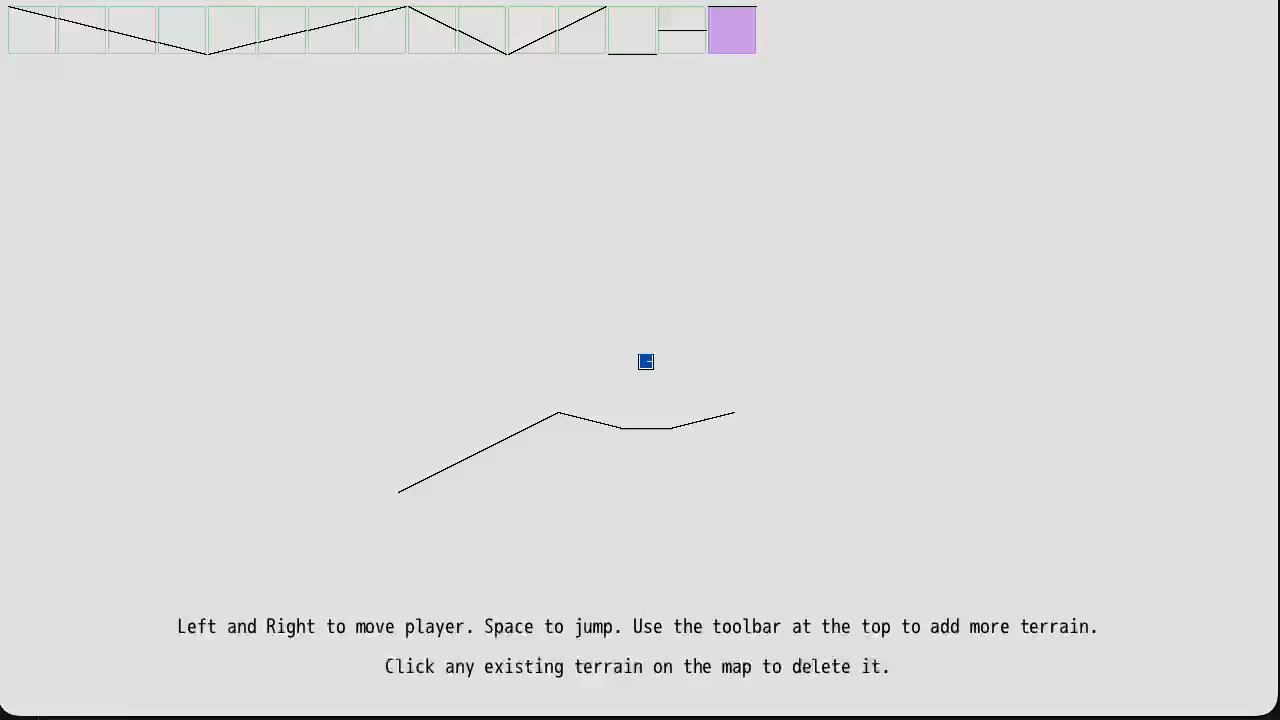 Left and Right to move player. Space to jump. Use the toolbar at the top to add more terrain.
Click any existing terrain on the map to delete it.